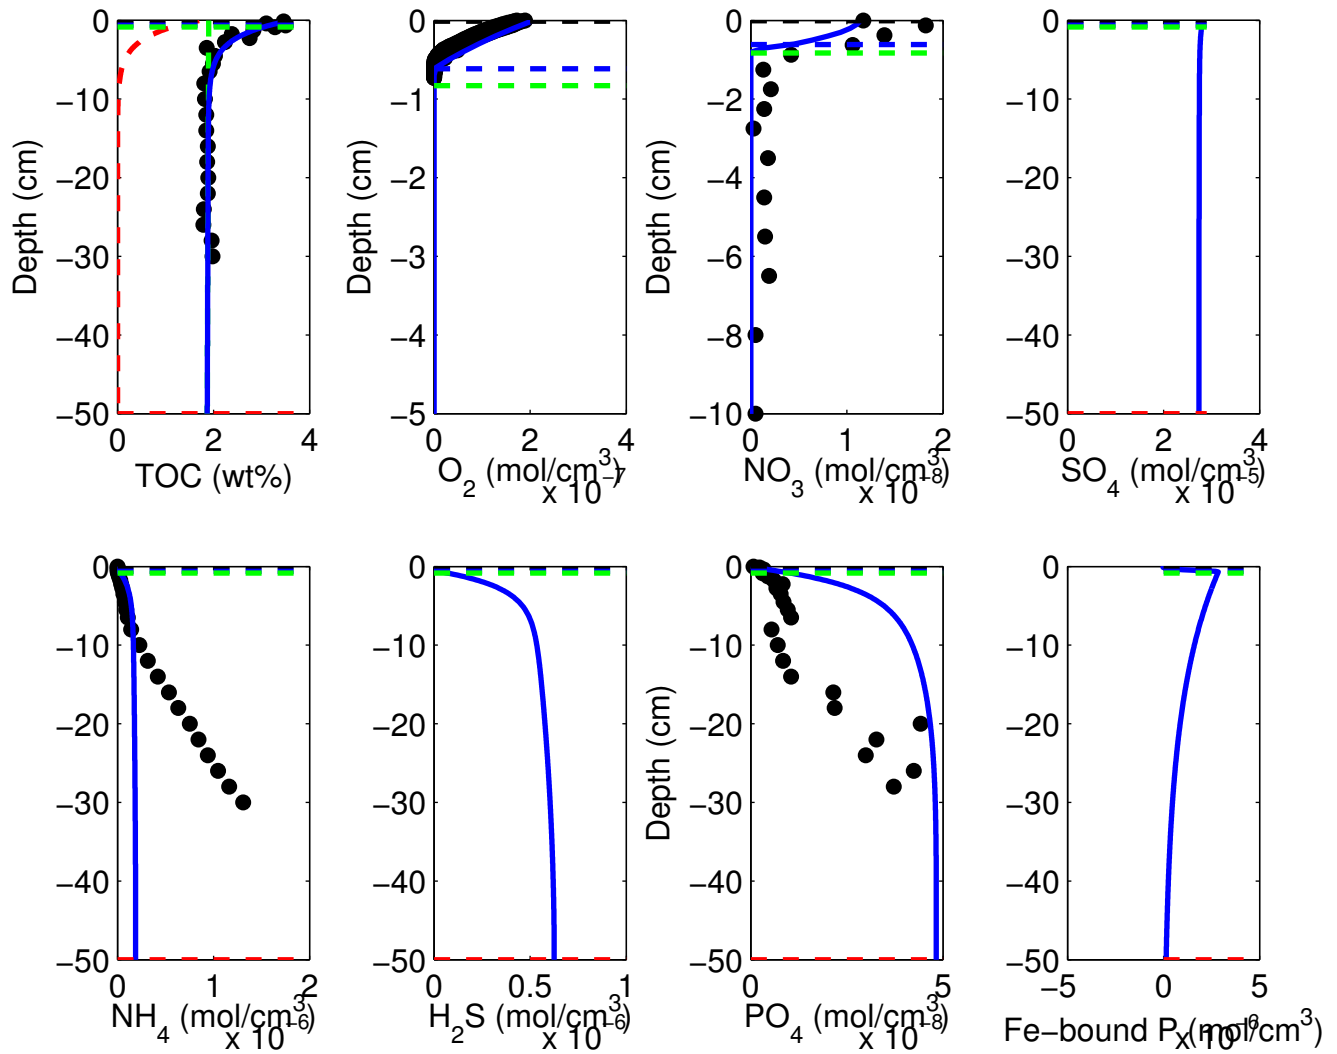 0
−10
−20
−30
−40
−50
0 2 4
Depth (cm)
TOC (wt%)
0
−1
−2
−3
−4
−5
0 2 4
Depth (cm)
O2 (mol/cm3)
x 10−7
0
−2
−4
−6
−8
−10
0 1 2
Depth (cm)
NO3 (mol/cm3)
x 10−8
0
−10
−20
−30
−40
−50
0 2 4
SO4 (mol/cm3)
x 10−5
0
−10
−20
−30
−40
−50
0 1 2
NH4 (mol/cm3)
x 10−6
0
−10
−20
−30
−40
−50
0 0.5 1
H2S (mol/cm3)
x 10−6
0
−10
−20
−30
−40
−50
0 5
Depth (cm)
PO4 (mol/cm3)
x 10−8
0
−10
−20
−30
−40
−50
−5 0 5
Fe−bound P (mol/cm3)
x 10−6